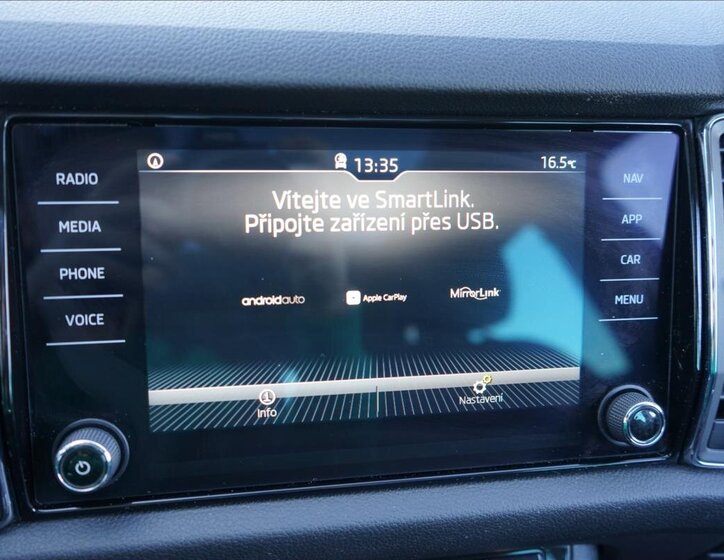 RADIO
MEDIA
PHONE
VOICE
13:35
16.5°C
Vítejte ve SmartLink.
Připojte zařízení přes USB.
androidauto
Apple CarPlay
MirrorLink
Info
Nastavení
NAV
APP
CAR
MENU